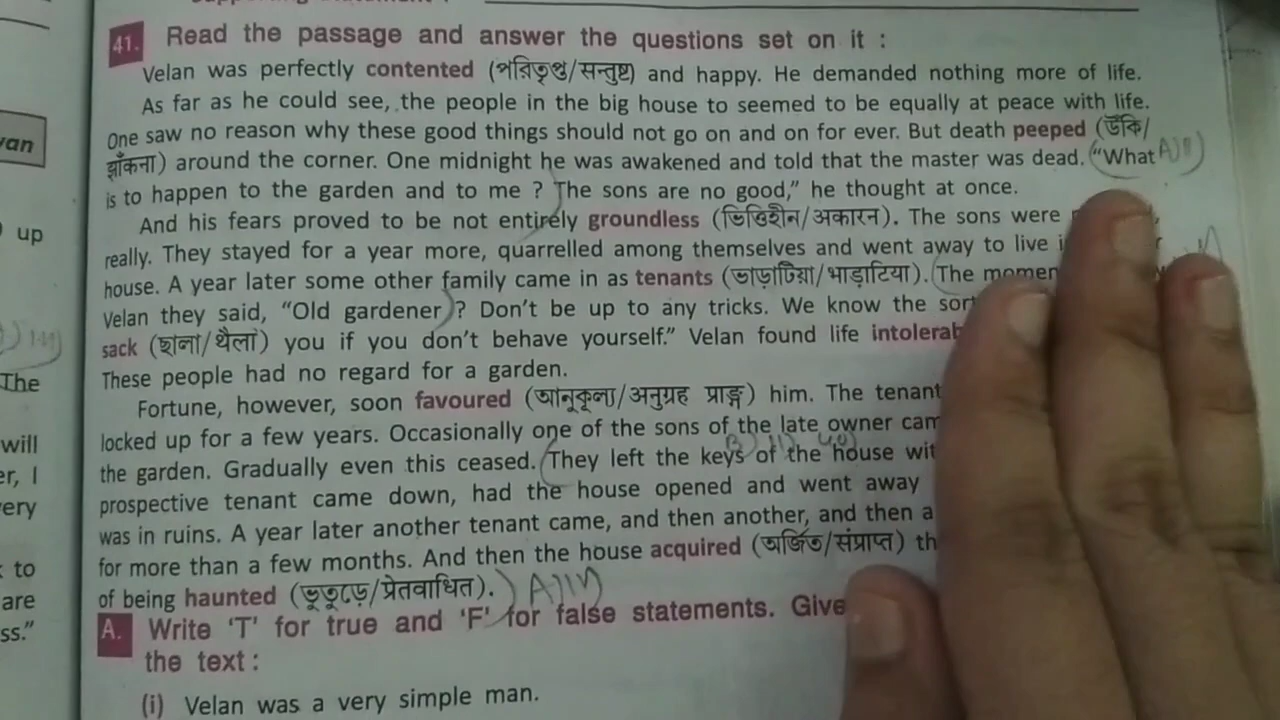 41. Read the passage and answer the questions set on it :
Velan was perfectly contented (পরিতৃপ্ত/सन्तुष्ट) and happy. He demanded nothing more of life.
As far as he could see, the people in the big house to seemed to be equally at peace with life.
One saw no reason why these good things should not go on and on for ever. But death peeped (উঁকি/
van
झाँकना) around the corner. One midnight he was awakened and told that the master was dead. "What
is to happen to the garden and to me ? The sons are no good," he thought at once.
up
And his fears proved to be not entirely groundless (ভিত্তিহীন/अकारन). The sons were
really. They stayed for a year more, quarrelled among themselves and went away to live
house. A year later some other family came in as tenants (ভাড়াটিয়া/भाड़ाटिया). The
Velan they said, "Old gardener ? Don't be up to any tricks. We know the
sack (ছালা/थैला) you if you don't behave yourself." Velan found life
The
These people had no regard for a garden.
Fortune, however, soon favoured (আনুকূল্য/अनुग्रह प्राङ्ग) him. The
will
locked up for a few years. Occasionally one of the sons of the late owner
er, I
the garden. Gradually even this ceased. They left the keys of the house
very
prospective tenant came down, had the house opened and went away
was in ruins. A year later another tenant came, and then another, and then a
to
for more than a few months. And then the house acquired (অর্জিত/संप्राप्त)
are
of being haunted (ভূতুড়ে/प्रेतवाधित).
ss."
A. Write 'T' for true and 'F' for false statements. Give
the text :
(i) Velan was a very simple man.